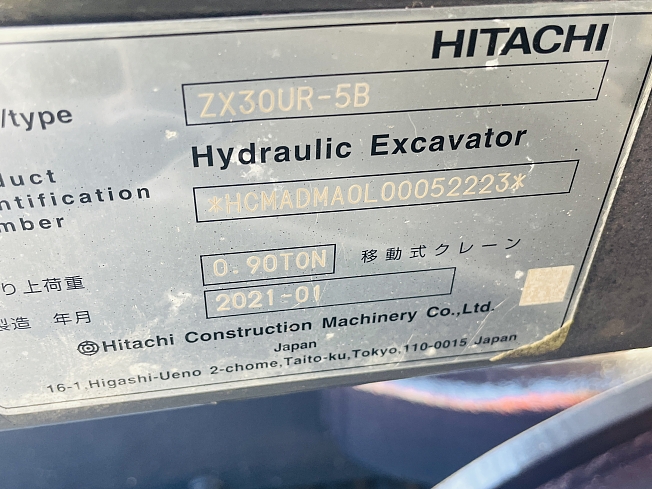 HITACHI
/type ZX30UR-5B
Hydraulic Excavator
duct
ntification *HCMADMA0L00052223*
mber
り上荷重 0.90TON 移動式クレーン
製造 年月 2021-01
Hitachi Construction Machinery Co.,Ltd.
Japan
16-1,Higashi-Ueno 2-chome,Taito-ku,Tokyo,110-0015 Japan